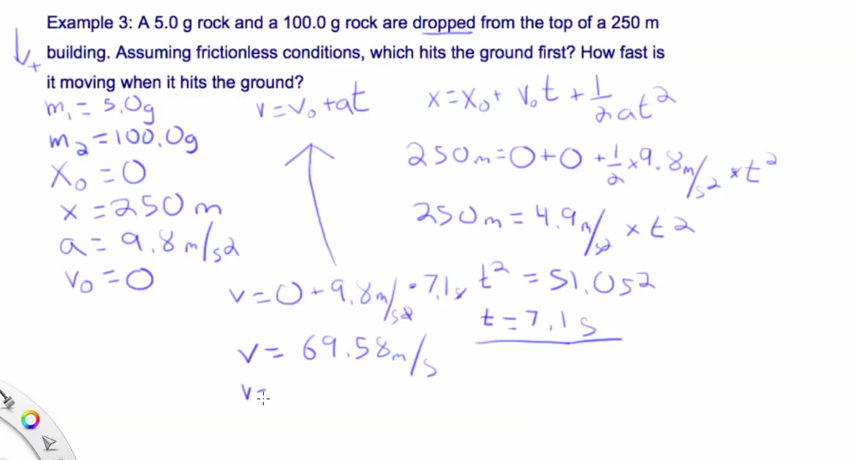 Example 3: A 5.0 g rock and a 100.0 g rock are dropped from the top of a 250 m
building. Assuming frictionless conditions, which hits the ground first? How fast is
it moving when it hits the ground?
+
m₁ = 5.0g
m₂ = 100.0g
x₀ = 0
x = 250 m
a = 9.8 m/s2
v₀ = 0
v = v₀ + at
v = 0 + 9.8 m/s2 • 7.1s
v = 69.58 m/s
v =
x = x₀ + v₀t + 1/2 at2
250m = 0 + 0 + 1/2 x 9.8 m/s2 x t2
250m = 4.9 m/s2 x t2
t2 = 51.0 s2
t = 7.1 s